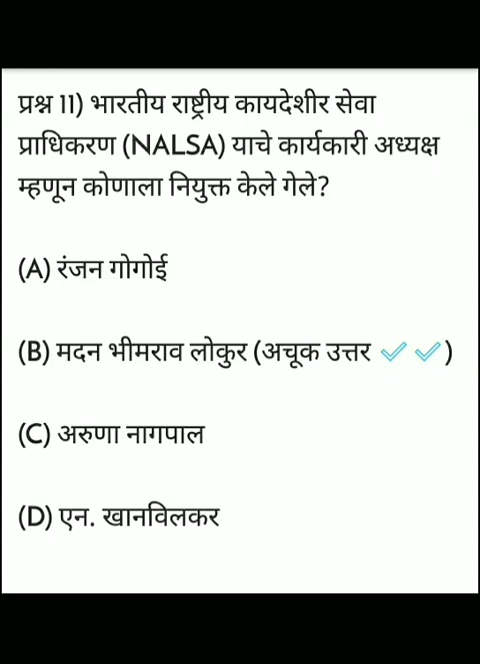 प्रश्न 11) भारतीय राष्ट्रीय कायदेशीर सेवा
प्राधिकरण (NALSA) याचे कार्यकारी अध्यक्ष
म्हणून कोणाला नियुक्त केले गेले?
(A) रंजन गोगोई
(B) मदन भीमराव लोकुर (अचूक उत्तर ✓ ✓)
(C) अरुणा नागपाल
(D) एन. खानविलकर